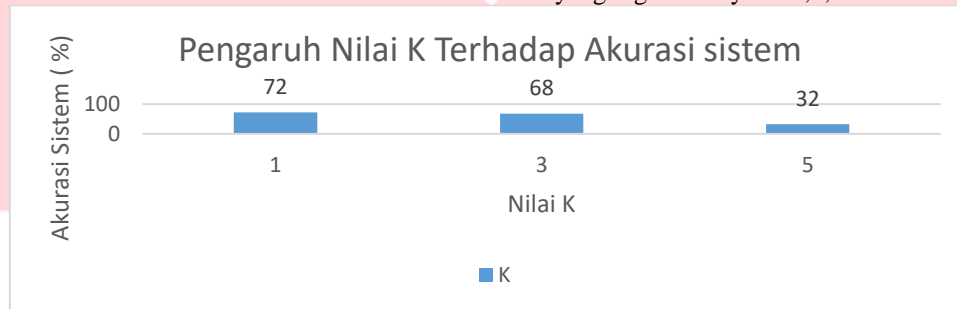 Pengaruh Nilai K Terhadap Akurasi sistem
Akurasi Sistem ( %)
100
0
72
68
32
1
3
5
Nilai K
K